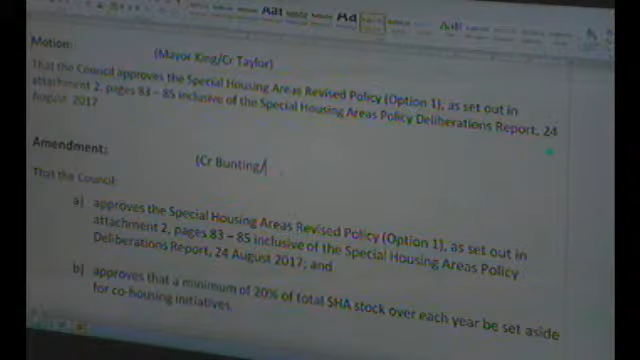 Motion: (Mayor King/Cr Taylor)
That the Council approves the Special Housing Areas Revised Policy (Option 1), as set out in
attachment 2, pages 83 – 85 inclusive of the Special Housing Areas Policy Deliberations Report, 24
August 2017
Amendment: (Cr Bunting/
That the Council:
a) approves the Special Housing Areas Revised Policy (Option 1), as set out in
attachment 2, pages 83 – 85 inclusive of the Special Housing Areas Policy
Deliberations Report, 24 August 2017; and
b) approves that a minimum of 20% of total SHA stock over each year be set aside
for co-housing initiatives.